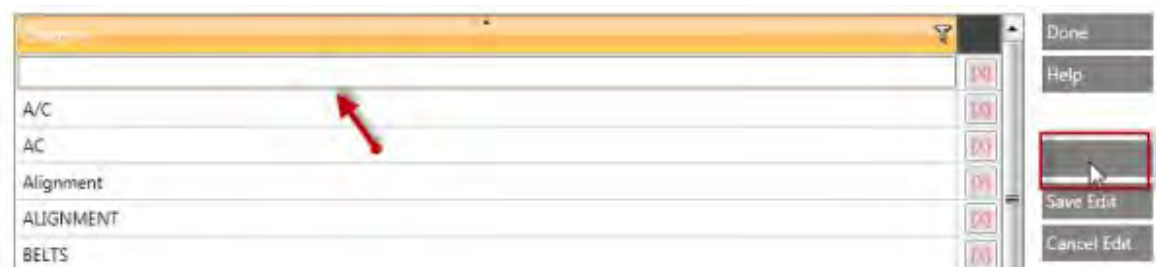 Done
[X]
Help
A/C
[X]
AC
[X]
Alignment
[X]
Save Edit
ALIGNMENT
[X]
Cancel Edit
BELTS
[X]